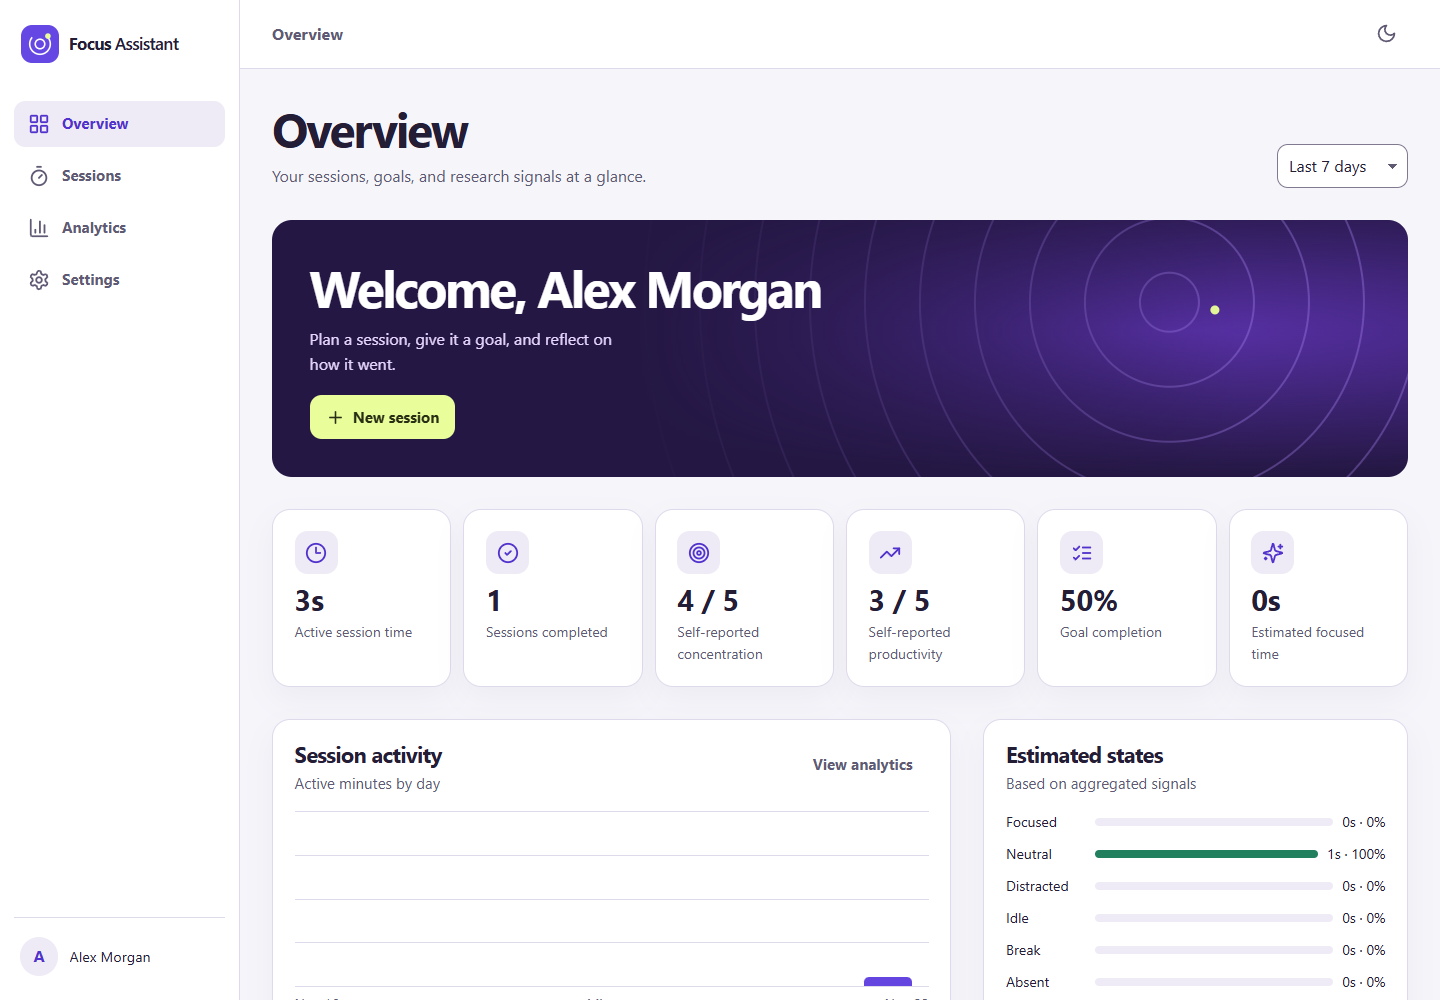 Focus Assistant
Overview
Sessions
Analytics
Settings
A
Alex Morgan
Overview
Overview
Your sessions, goals, and research signals at a glance.
Last 7 days
Welcome, Alex Morgan
Plan a session, give it a goal, and reflect on
how it went.
New session
3s
Active session time
1
Sessions completed
4 / 5
Self-reported
concentration
3 / 5
Self-reported
productivity
50%
Goal completion
0s
Estimated focused
time
Session activity
Active minutes by day
View analytics
Estimated states
Based on aggregated signals
Focused 0s · 0%
Neutral 1s · 100%
Distracted 0s · 0%
Idle 0s · 0%
Break 0s · 0%
Absent 0s · 0%